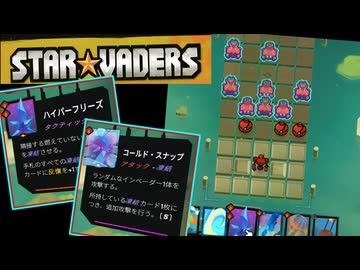 STAR★VADERS
ハイパーフリーズ
タクティッ
隣接する燃えていない
を凍結させる。
手札のすべての凍結
カードに反復を+1
コールド・スナップ
アタック・凍結
ランダムなインベーダー1体を
攻撃する。
所持している凍結カード1枚に
つき、追加攻撃を行う。[5]